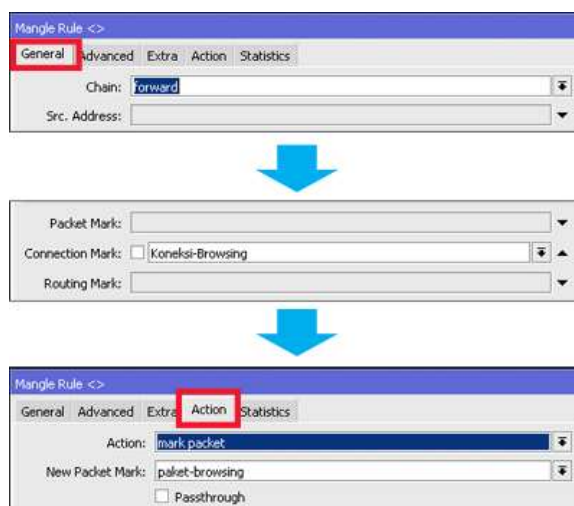 Mangle Rule <>
General Advanced Extra Action Statistics
Chain: forward
Src. Address:
Packet Mark:
Connection Mark: Koneksi-Browsing
Routing Mark:
Mangle Rule <>
General Advanced Extra Action Statistics
Action: mark packet
New Packet Mark: paket-browsing
Passthrough